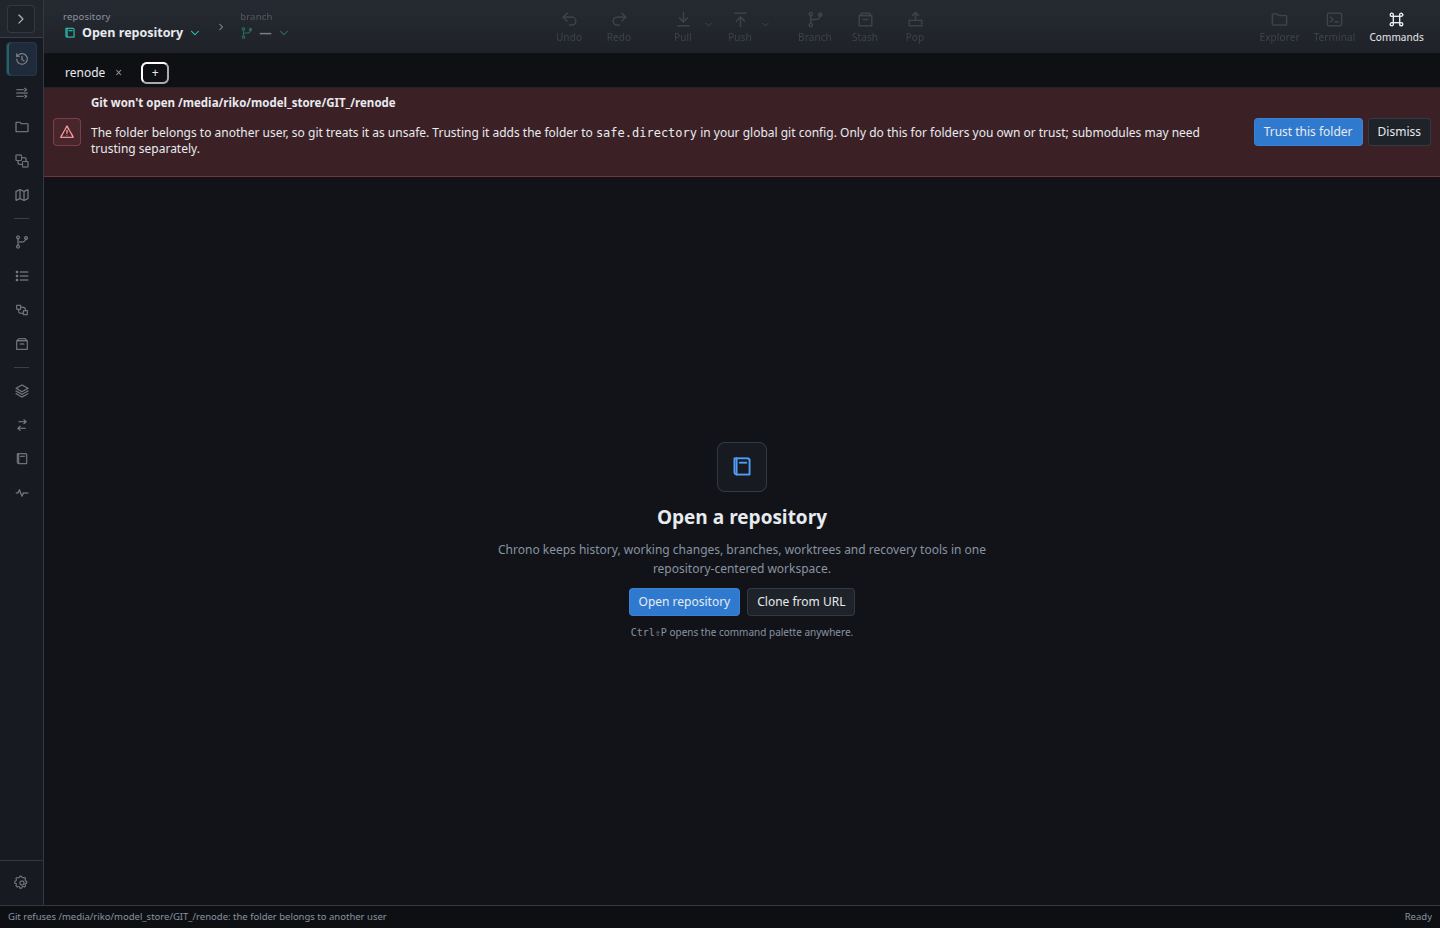 repository
Open repository
branch
—
Undo
Redo
Pull
Push
Branch
Stash
Pop
Explorer
Terminal
Commands
renode ×
+
Git won't open /media/riko/model_store/GIT_/renode
The folder belongs to another user, so git treats it as unsafe. Trusting it adds the folder to safe.directory in your global git config. Only do this for folders you own or trust; submodules may need
trusting separately.
Trust this folder
Dismiss
Open a repository
Chrono keeps history, working changes, branches, worktrees and recovery tools in one
repository-centered workspace.
Open repository
Clone from URL
Ctrl⇧P opens the command palette anywhere.
Git refuses /media/riko/model_store/GIT_/renode: the folder belongs to another user
Ready